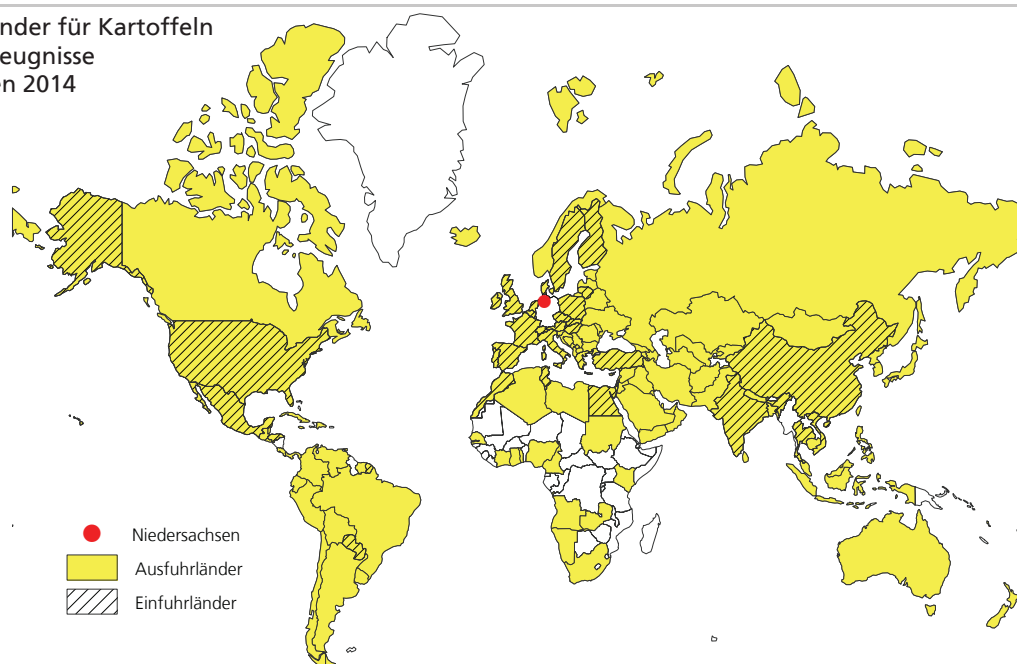 nder für Kartoffeln
eugnisse
en 2014
Niedersachsen
Ausfuhrländer
Einfuhrländer